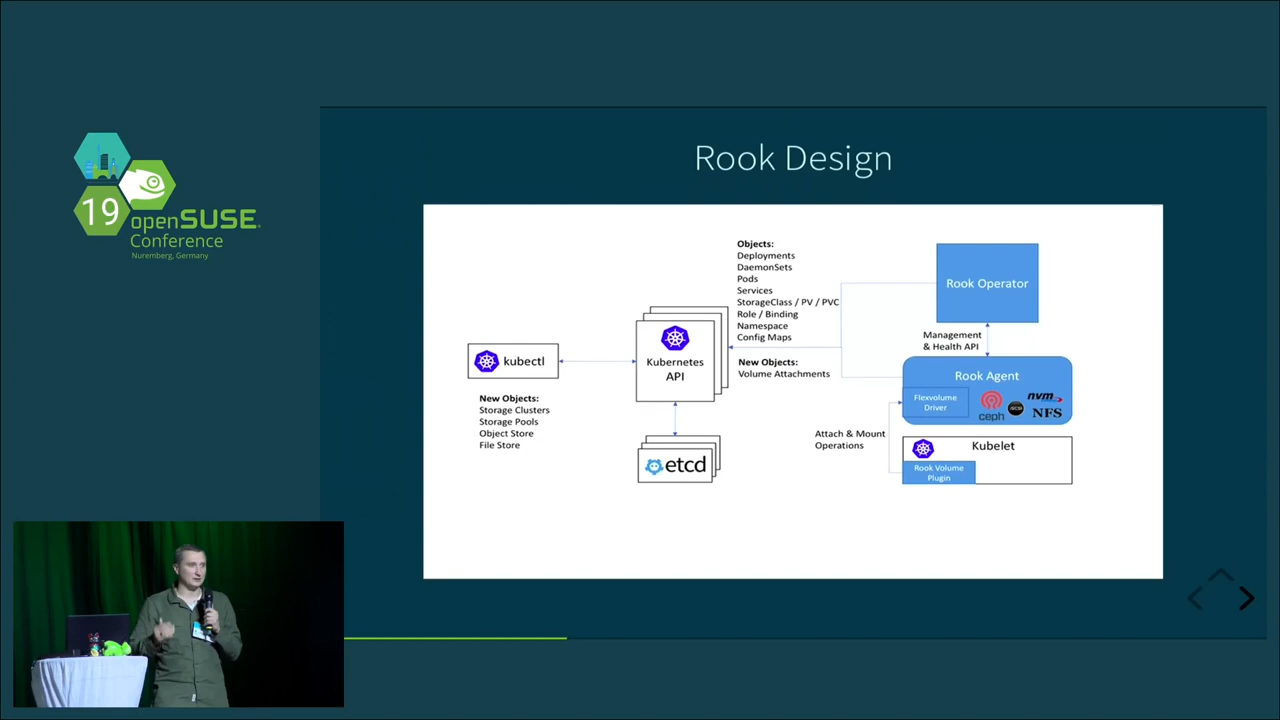 19
openSUSE
Conference
Nuremberg, Germany
Rook Design
Objects:
Deployments
DaemonSets
Pods
Services
StorageClass / PV / PVC
Role / Binding
Namespace
Config Maps
New Objects:
Volume Attachments
kubectl
New Objects:
Storage Clusters
Storage Pools
Object Store
File Store
Kubernetes
API
etcd
Rook Operator
Management
& Health API
Rook Agent
Flexvolume
Driver
ceph
iSCSI
nvm
NFS
Attach & Mount
Operations
Kubelet
Rook Volume
Plugin